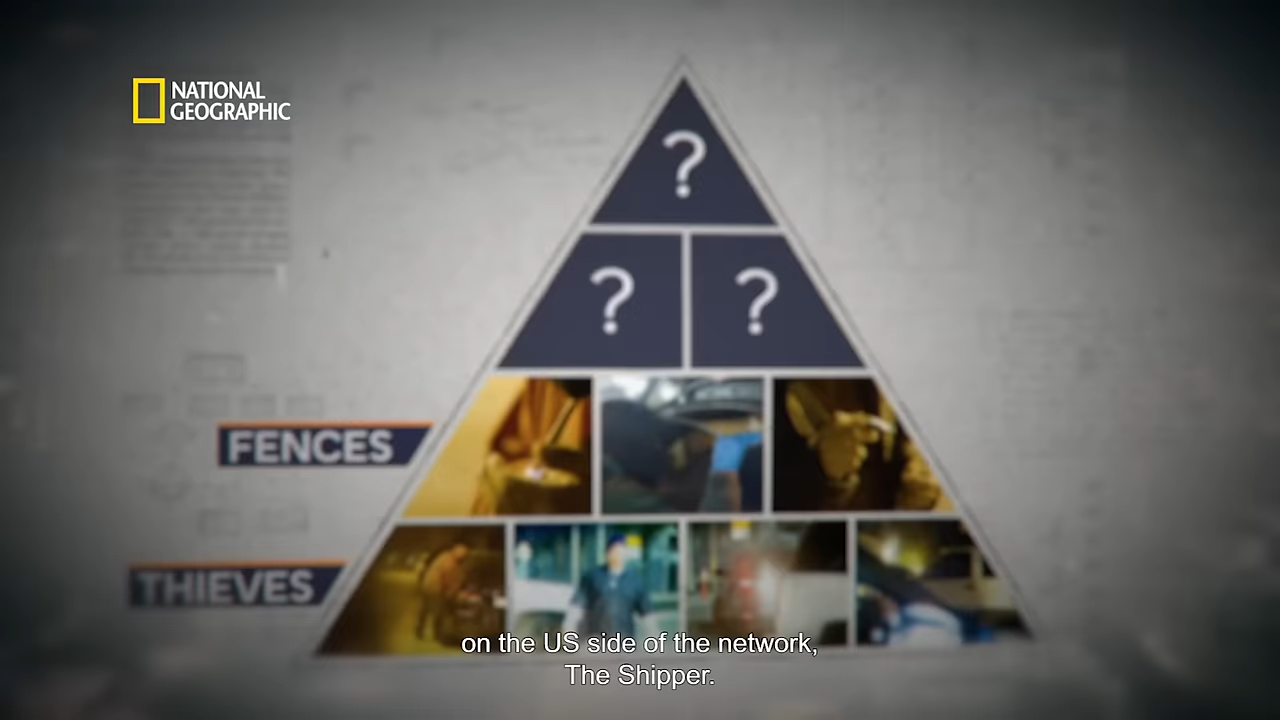 NATIONAL
GEOGRAPHIC
?
? ?
FENCES
THIEVES
on the US side of the network,
The Shipper.